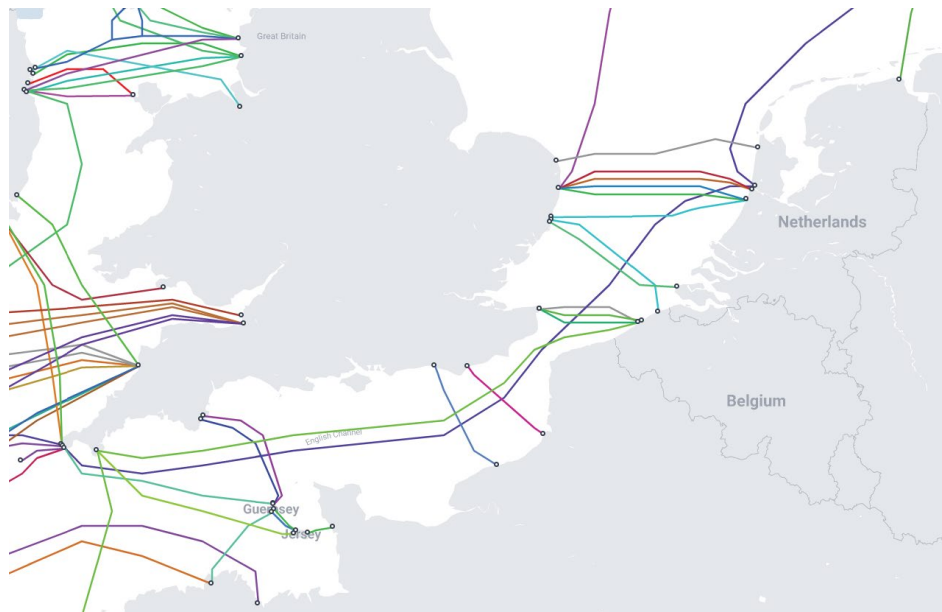 Great Britain
Netherlands
Belgium
English Channel
Guernsey
Jersey